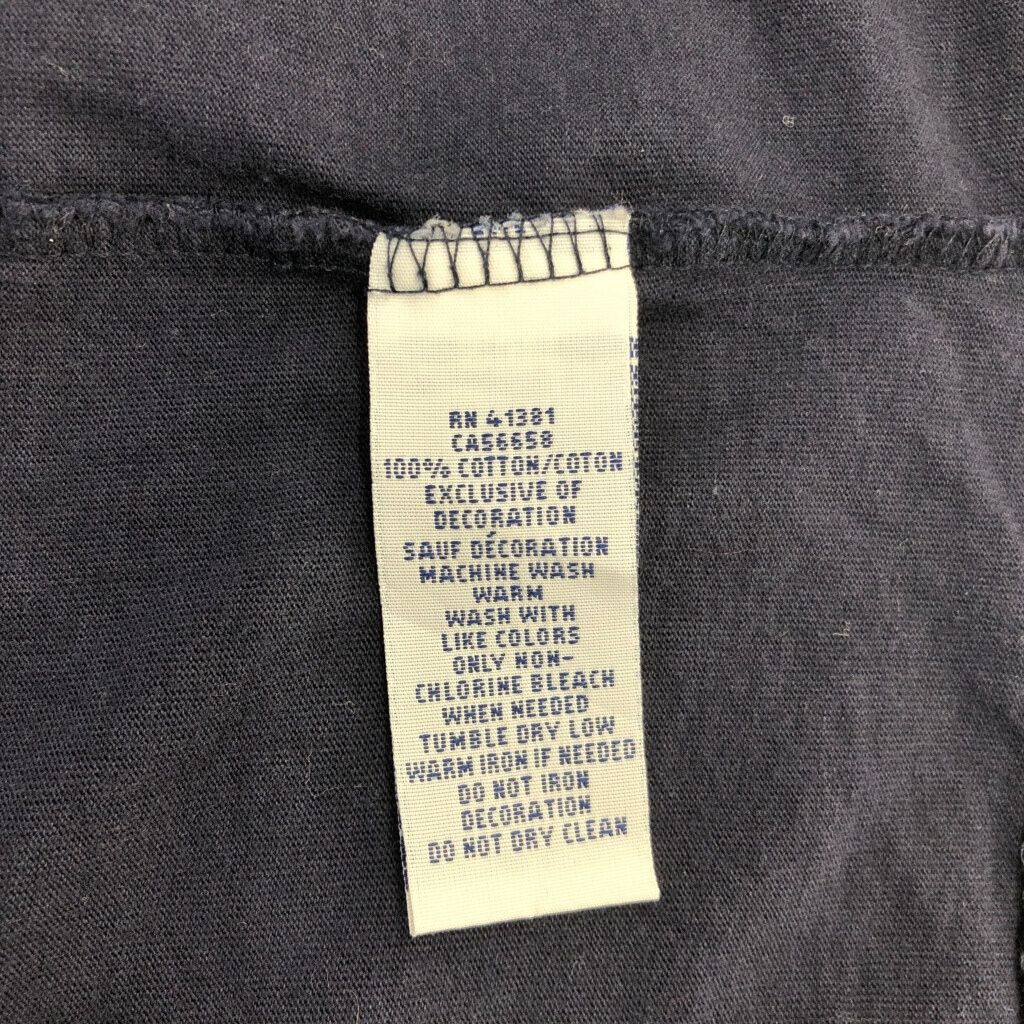 RN 41381
CA56658
100% COTTON/COTON
EXCLUSIVE OF
DECORATION
SAUF DÉCORATION
MACHINE WASH
WARM
WASH WITH
LIKE COLORS
ONLY NON-
CHLORINE BLEACH
WHEN NEEDED
TUMBLE DRY LOW
WARM IRON IF NEEDED
DO NOT IRON
DECORATION
DO NOT DRY CLEAN